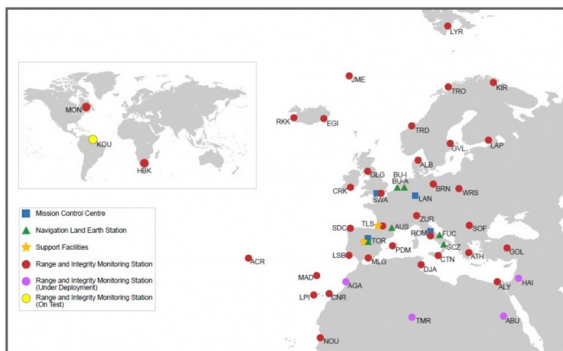 LYR
JME
TRO
KIR
MON
RKK
EGI
TRD
KOU
GVL
LAP
HBK
ALB
GLG
BU-I
BU-A
CRK
SWA
LAN
BRN
WRS
Mission Control Centre
ZUR
Navigation Land Earth Station
TLS
AUS
SDC
ROM
FUC
SOF
Support Facilities
TOR
SCZ
Range and Integrity Monitoring Station
PDM
GOL
ACR
LSB
MLG
CTN
ATH
Range and Integrity Monitoring Station
(Under Deployment)
MAD
DJA
AGA
ALY
HAI
Range and Integrity Monitoring Station
(On Test)
LPI
CNR
TMR
ABU
NOU